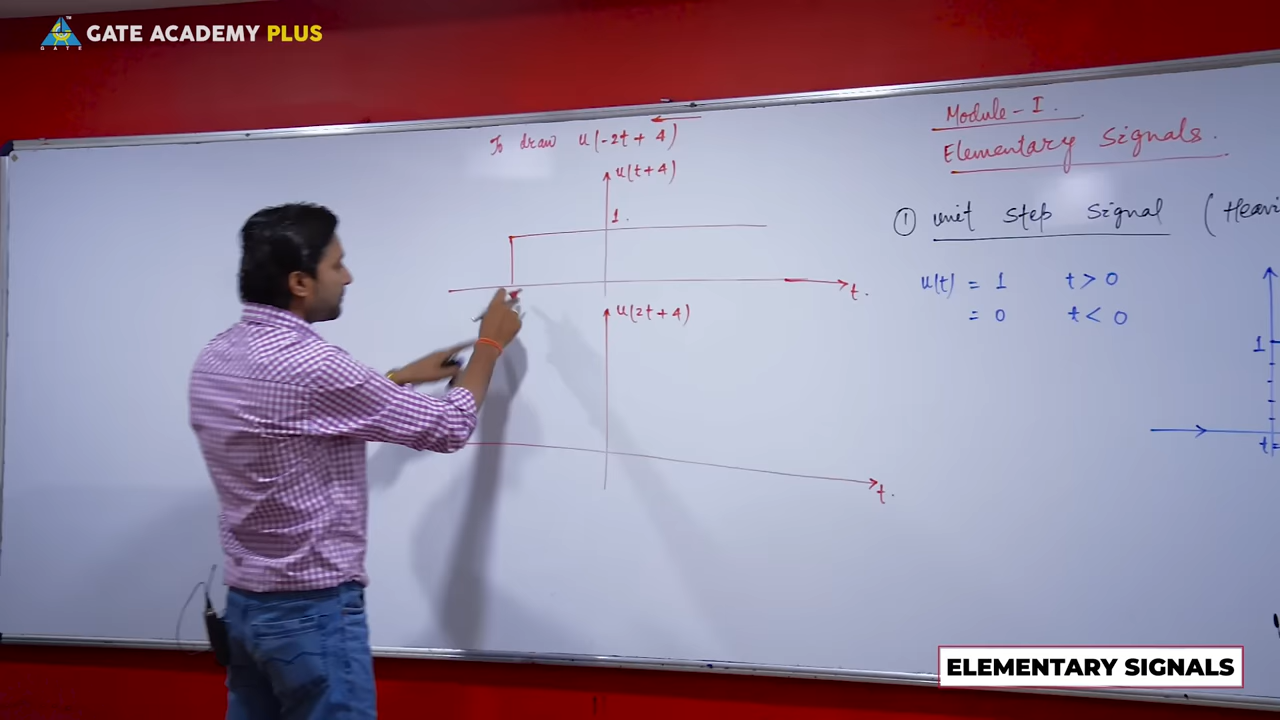 GATE ACADEMY PLUS
GATE
To draw u(-2t + 4)
u(t+4)
1.
t.
u(2t+4)
t.
Module - I.
Elementary Signals.
① unit step signal (Heavi
u(t) = 1 t > 0
= 0 t < 0
1
t=
ELEMENTARY SIGNALS